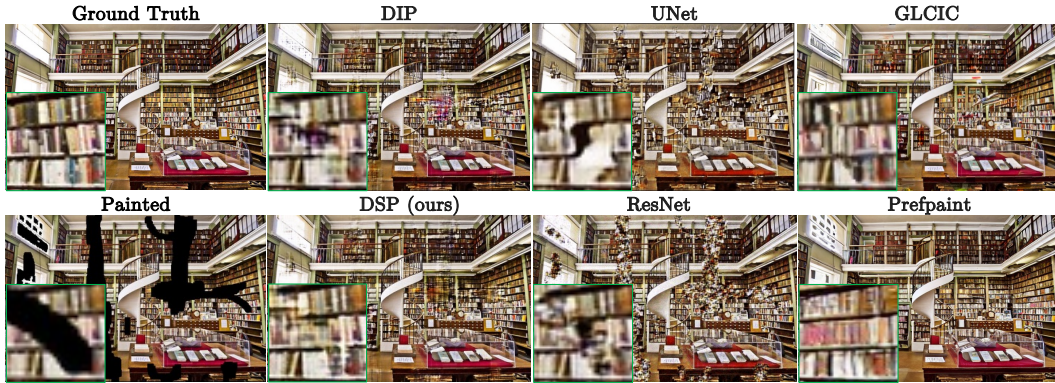 Ground Truth
DIP
UNet
GLCIC
Painted
DSP (ours)
ResNet
Prefpaint